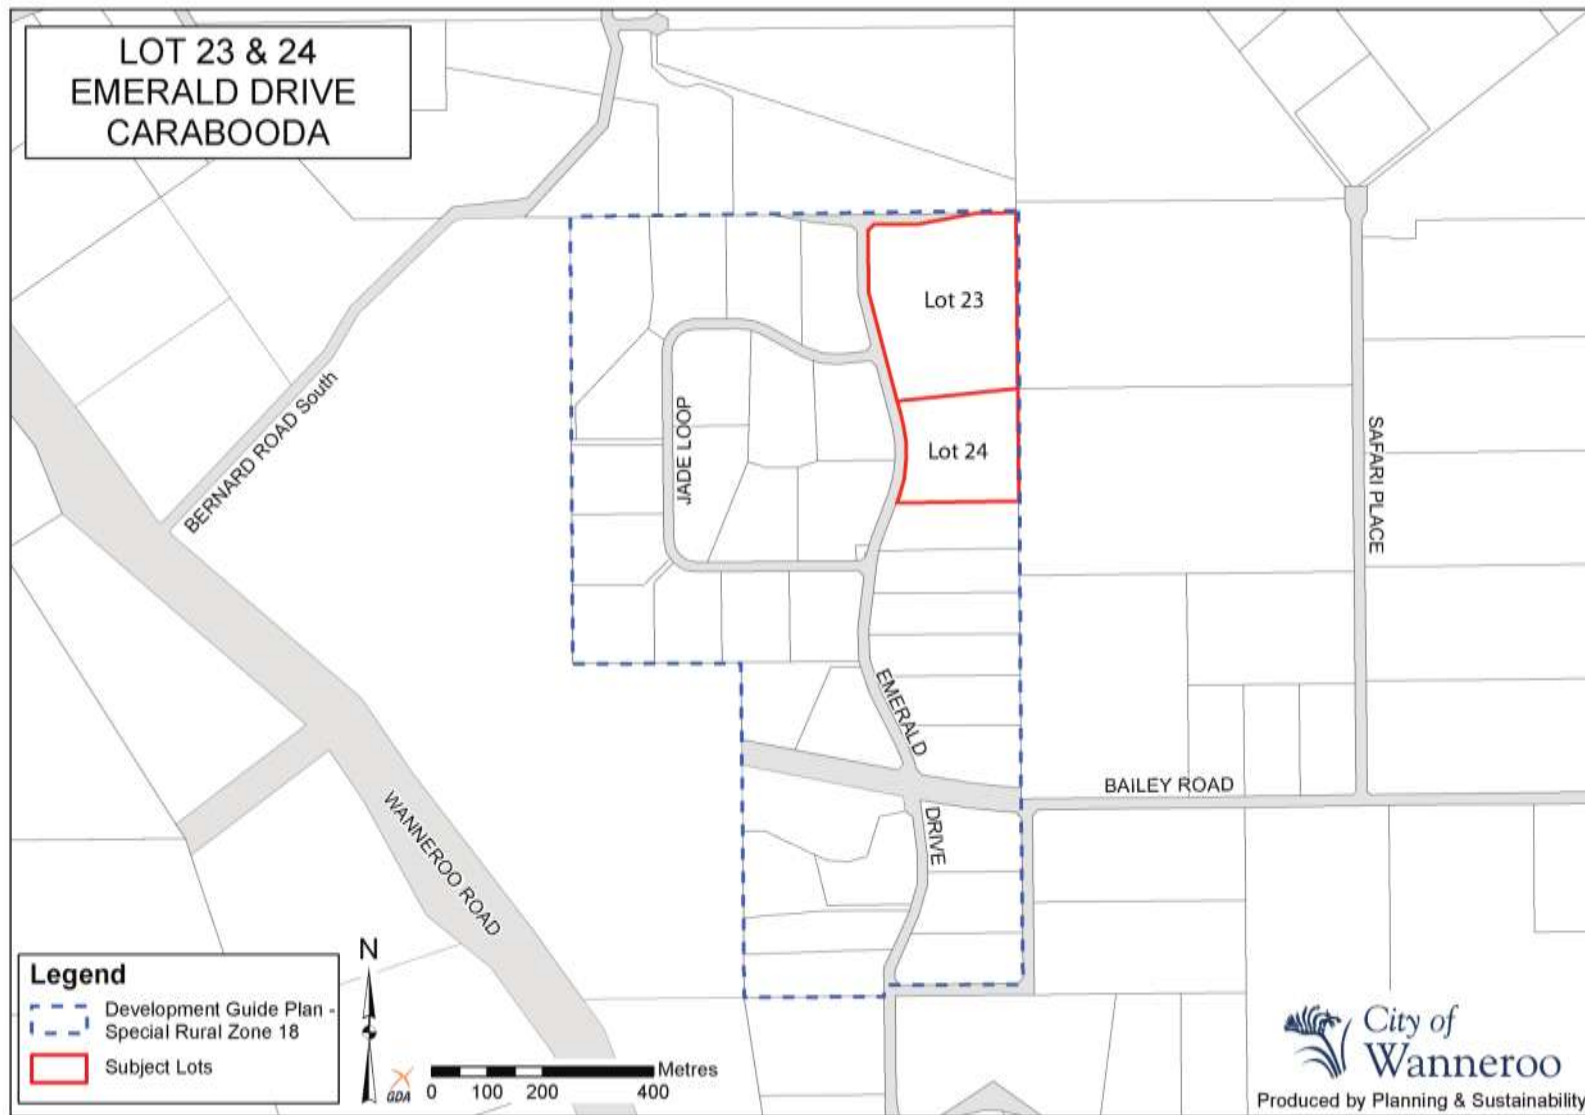 LOT 23 & 24
EMERALD DRIVE
CARABOODA
Lot 23
Lot 24
BERNARD ROAD South
JADE LOOP
SAFARI PLACE
EMERALD
DRIVE
BAILEY ROAD
WANNEROO ROAD
Legend
Development Guide Plan -
Special Rural Zone 18
Subject Lots
N
GDA
Metres
0 100 200 400
City of
Wanneroo
Produced by Planning & Sustainability